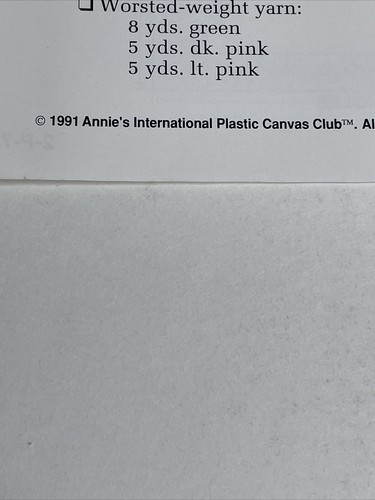 ❏ Worsted-weight yarn:
8 yds. green
5 yds. dk. pink
5 yds. lt. pink
© 1991 Annie's International Plastic Canvas Club™. Al